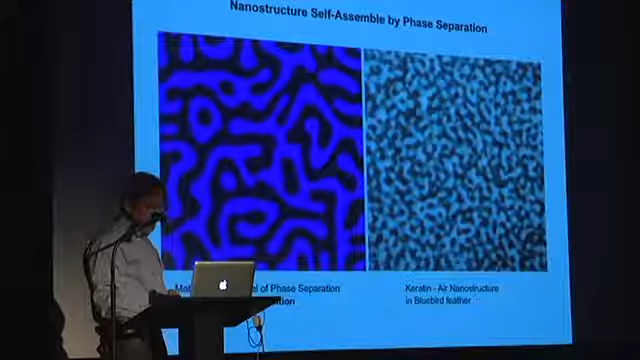 Nanostructure Self-Assemble by Phase Separation
of Phase Separation
Keratin - Air Nanostructure
in Bluebird feather